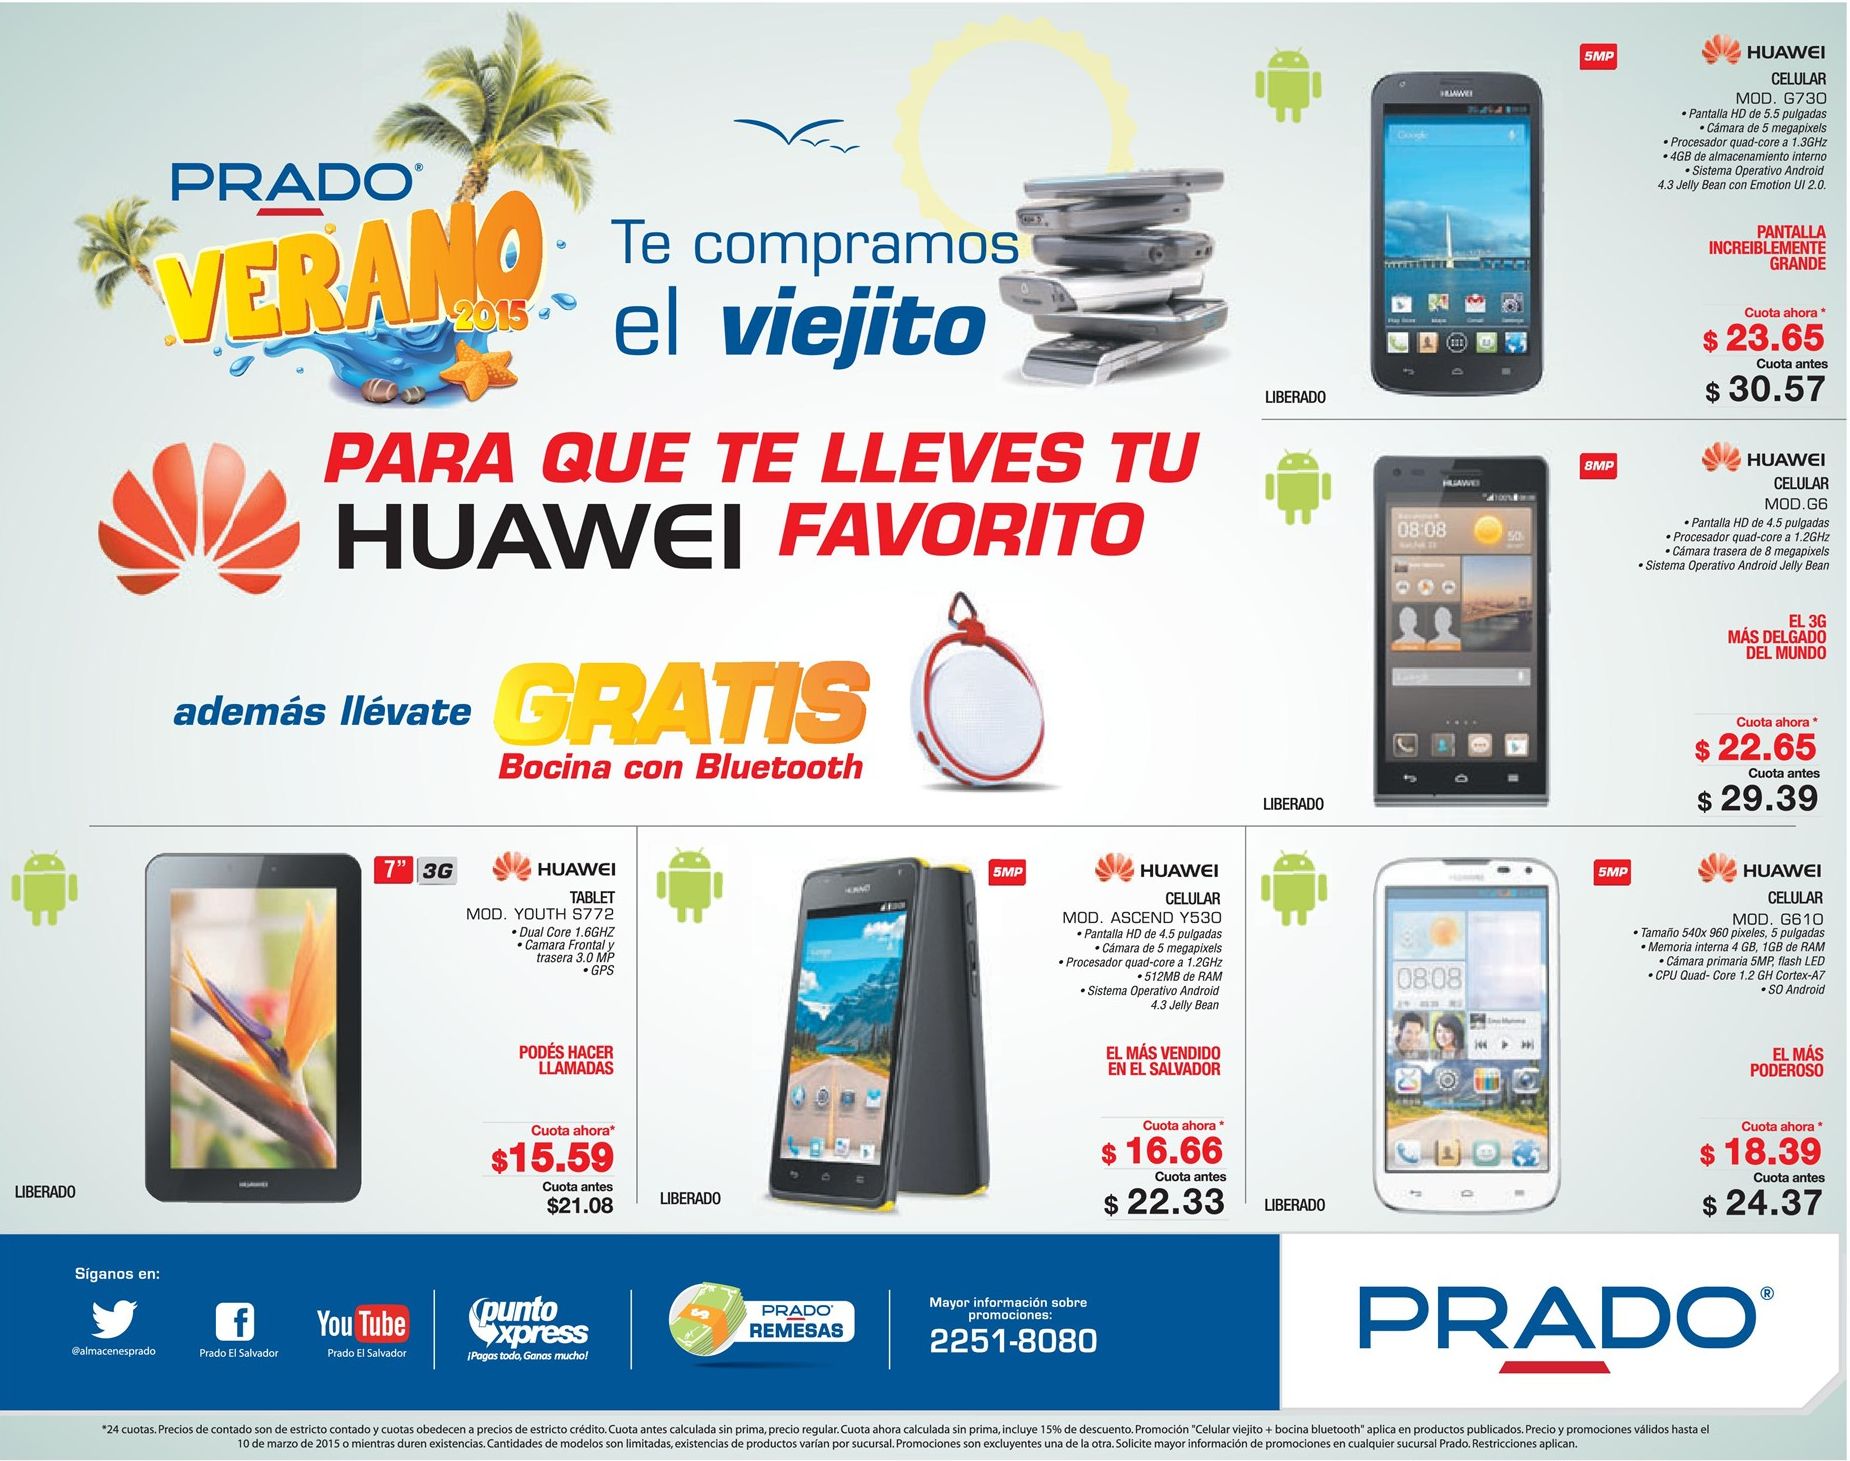 PRADO®
VERANO
2015
Te compramos
el viejito
PARA QUE TE LLEVES TU
HUAWEI FAVORITO
además llévate GRATIS
Bocina con Bluetooth
5MP
HUAWEI
CELULAR
MOD. G730
• Pantalla HD de 5.5 pulgadas
• Cámara de 5 megapixels
• Procesador quad-core a 1.3GHz
• 4GB de almacenamiento interno
• Sistema Operativo Android
4.3 Jelly Bean con Emotion UI 2.0.
PANTALLA
INCREIBLEMENTE
GRANDE
Cuota ahora *
$ 23.65
Cuota antes
$ 30.57
LIBERADO
HUAWEI
Google
8MP
HUAWEI
CELULAR
MOD.G6
• Pantalla HD de 4.5 pulgadas
• Procesador quad-core a 1.2GHz
• Cámara trasera de 8 megapixels
• Sistema Operativo Android Jelly Bean
EL 3G
MÁS DELGADO
DEL MUNDO
Cuota ahora *
$ 22.65
Cuota antes
$ 29.39
LIBERADO
HUAWEI
08:08
Google
7” 3G
HUAWEI
TABLET
MOD. YOUTH S772
• Dual Core 1.6GHZ
• Camara Frontal y
trasera 3.0 MP
• GPS
PODÉS HACER
LLAMADAS
Cuota ahora*
$15.59
Cuota antes
$21.08
LIBERADO
HUAWEI
5MP
HUAWEI
CELULAR
MOD. ASCEND Y530
• Pantalla HD de 4.5 pulgadas
• Cámara de 5 megapixels
• Procesador quad-core a 1.2GHz
• 512MB de RAM
• Sistema Operativo Android
4.3 Jelly Bean
EL MÁS VENDIDO
EN EL SALVADOR
Cuota ahora *
$ 16.66
Cuota antes
$ 22.33
LIBERADO
5MP
HUAWEI
CELULAR
MOD. G610
• Tamaño 540x 960 pixeles, 5 pulgadas
• Memoria interna 4 GB, 1GB de RAM
• Cámara primaria 5MP, flash LED
• CPU Quad- Core 1.2 GH Cortex-A7
• SO Android
EL MÁS
PODEROSO
Cuota ahora *
$ 18.39
Cuota antes
$ 24.37
LIBERADO
08:08
Síganos en:
@almacenesprado
Prado El Salvador
YouTube
Prado El Salvador
punto
xpress
¡Pagas todo, Ganas mucho!
PRADO®
REMESAS
Mayor información sobre
promociones:
2251-8080
PRADO®
*24 cuotas. Precios de contado son de estricto contado y cuotas obedecen a precios de estricto crédito. Cuota antes calculada sin prima, precio regular. Cuota ahora calculada sin prima, incluye 15% de descuento. Promoción "Celular viejito + bocina bluetooth" aplica en productos publicados. Precio y promociones válidos hasta el
10 de marzo de 2015 o mientras duren existencias. Cantidades de modelos son limitadas, existencias de productos varían por sucursal. Promociones son excluyentes una de la otra. Solicite mayor información de promociones en cualquier sucursal Prado. Restricciones aplican.